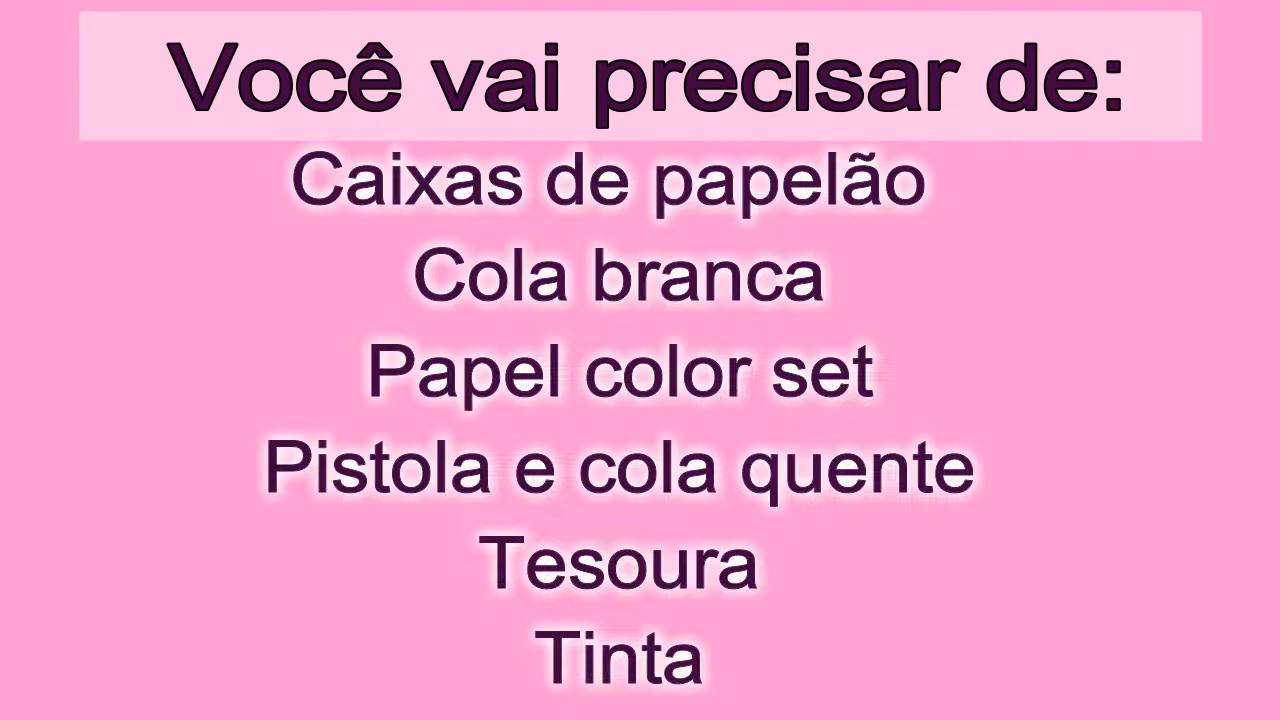 Você vai precisar de:
Caixas de papelão
Cola branca
Papel color set
Pistola e cola quente
Tesoura
Tinta